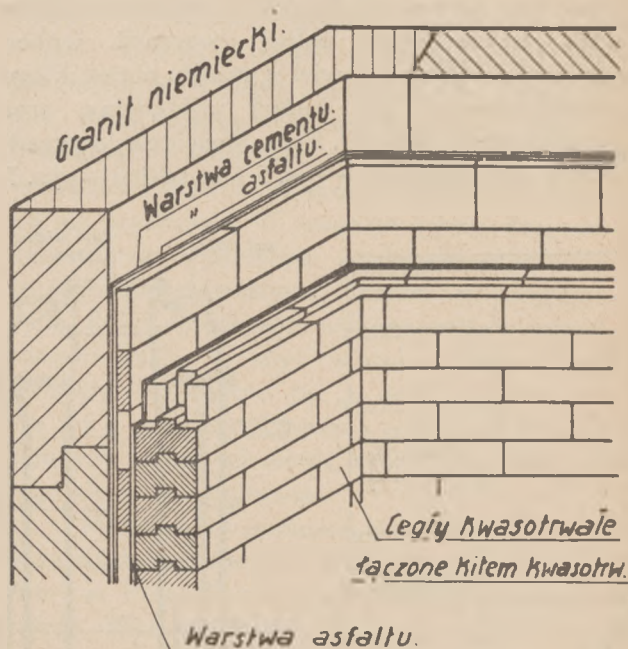 Granit niemiecki.
Warstwa cementu.
" asfaltu.
Cegły kwasotrwałe
łączone kitem kwasotrw.
Warstwa asfaltu.